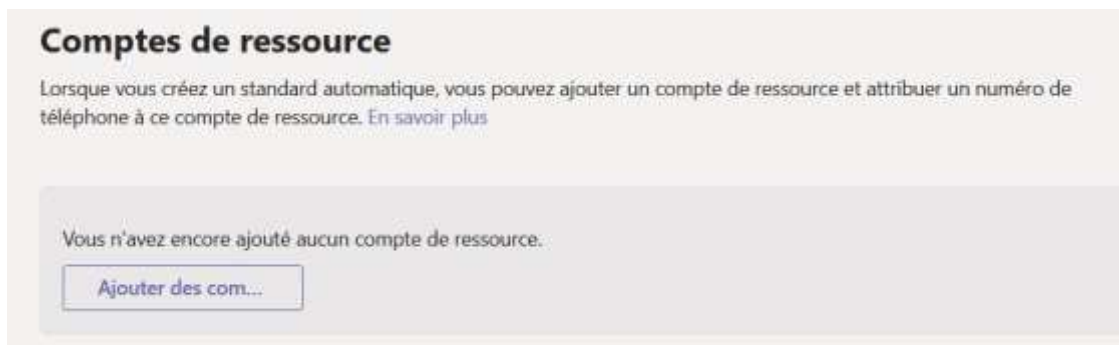 Comptes de ressource
Lorsque vous créez un standard automatique, vous pouvez ajouter un compte de ressource et attribuer un numéro de
téléphone à ce compte de ressource. En savoir plus
Vous n'avez encore ajouté aucun compte de ressource.
Ajouter des com...